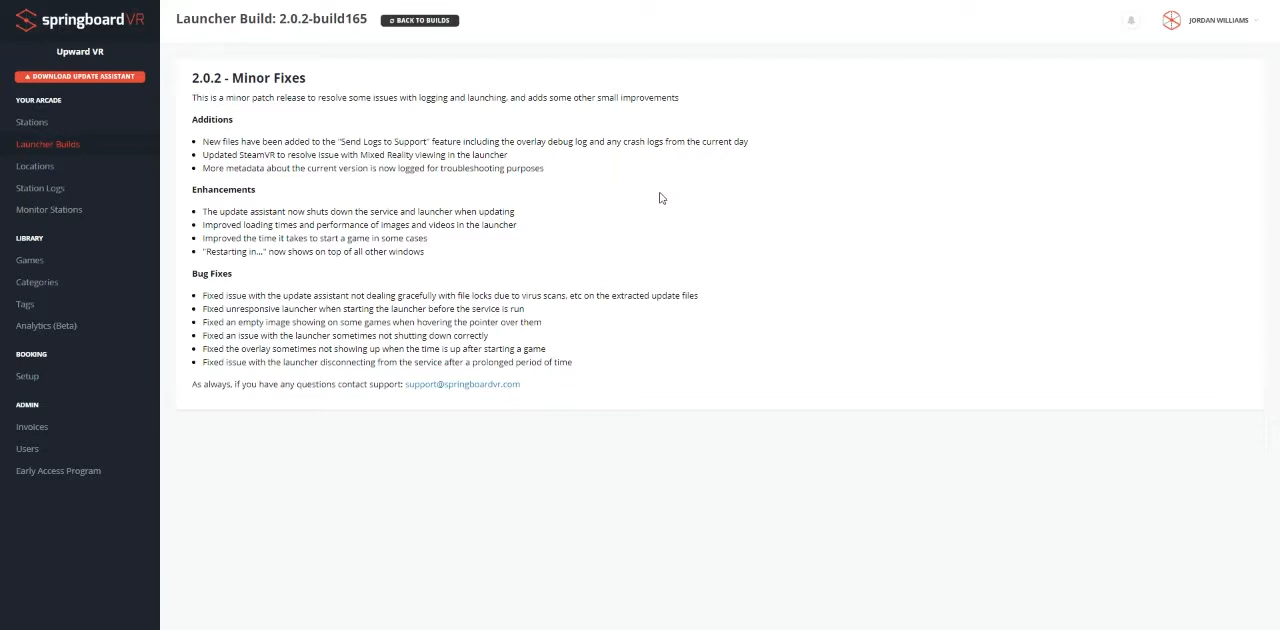 springboardVR
Upward VR
DOWNLOAD UPDATE ASSISTANT
YOUR ARCADE
Stations
Launcher Builds
Locations
Station Logs
Monitor Stations
LIBRARY
Games
Categories
Tags
Analytics (Beta)
BOOKING
Setup
ADMIN
Invoices
Users
Early Access Program
Launcher Build: 2.0.2-build165
BACK TO BUILDS
JORDAN WILLIAMS
2.0.2 - Minor Fixes
This is a minor patch release to resolve some issues with logging and launching, and adds some other small improvements
Additions
New files have been added to the "Send Logs to Support" feature including the overlay debug log and any crash logs from the current day
Updated SteamVR to resolve issue with Mixed Reality viewing in the launcher
More metadata about the current version is now logged for troubleshooting purposes
Enhancements
The update assistant now shuts down the service and launcher when updating
Improved loading times and performance of images and videos in the launcher
Improved the time it takes to start a game in some cases
"Restarting in..." now shows on top of all other windows
Bug Fixes
Fixed issue with the update assistant not dealing gracefully with file locks due to virus scans, etc on the extracted update files
Fixed unresponsive launcher when starting the launcher before the service is run
Fixed an empty image showing on some games when hovering the pointer over them
Fixed an issue with the launcher sometimes not shutting down correctly
Fixed the overlay sometimes not showing up when the time is up after starting a game
Fixed issue with the launcher disconnecting from the service after a prolonged period of time
As always, if you have any questions contact support: support@springboardvr.com